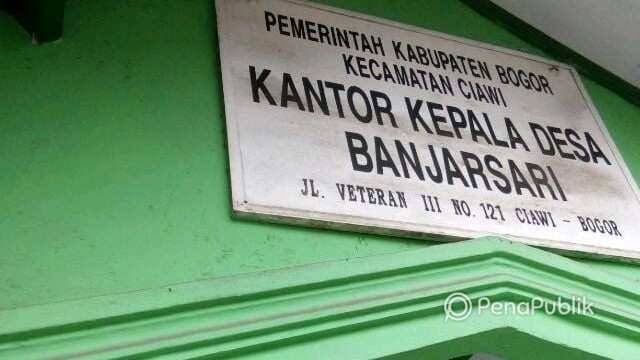 PEMERINTAH KABUPATEN BOGOR
KECAMATAN CIAWI
KANTOR KEPALA DESA
BANJARSARI
JL. VETERAN III NO. 121 CIAWI - BOGOR
PenaPublik